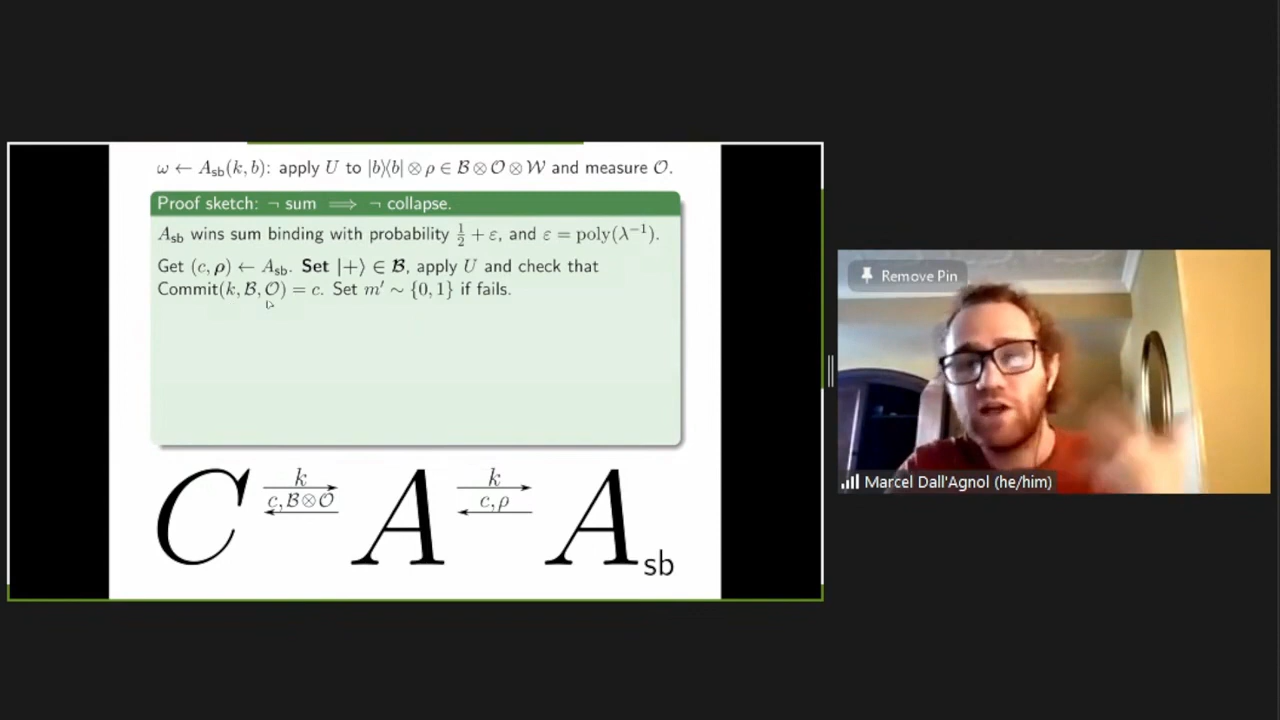 ω ← A_sb(k, b): apply U to |b⟩⟨b| ⊗ ρ ∈ ℬ ⊗ 𝒪 ⊗ 𝒲 and measure 𝒪.
Proof sketch: ¬ sum ⟹ ¬ collapse.
A_sb wins sum binding with probability 1/2 + ε, and ε = poly(λ⁻¹).
Get (c, ρ) ← A_sb. Set |+⟩ ∈ ℬ, apply U and check that
Commit(k, ℬ, 𝒪) = c. Set m′ ∼ {0, 1} if fails.
C k c, ℬ⊗𝒪 A k c, ρ A_sb
Remove Pin
Marcel Dall'Agnol (he/him)